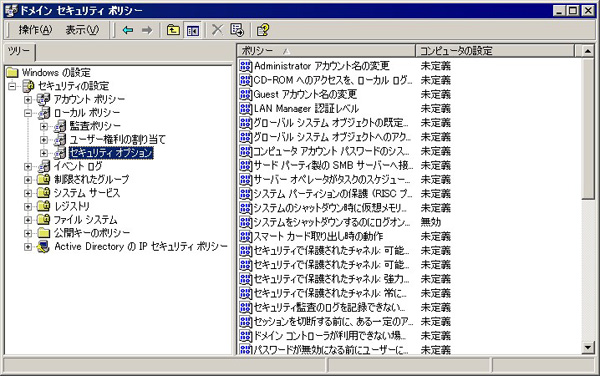 ドメイン セキュリティ ポリシー
操作(A) 表示(V)
ツリー
Windows の設定
セキュリティの設定
アカウント ポリシー
ローカル ポリシー
監査ポリシー
ユーザー権利の割り当て
セキュリティ オプション
イベント ログ
制限されたグループ
システム サービス
レジストリ
ファイル システム
公開キーのポリシー
Active Directory の IP セキュリティ ポリシー
ポリシー コンピュータの設定
Administrator アカウント名の変更 未定義
CD-ROM へのアクセスを、ローカル ログ... 未定義
Guest アカウント名の変更 未定義
LAN Manager 認証レベル 未定義
グローバル システム オブジェクトの既定... 未定義
グローバル システム オブジェクトへのアク... 未定義
コンピュータ アカウント パスワードのシス... 未定義
サード パーティ製の SMB サーバーへ接... 未定義
サーバー オペレータがタスクのスケジュー... 未定義
システム パーティションの保護 (RISC プ... 未定義
システムのシャットダウン時に仮想メモリ... 未定義
システムをシャットダウンするのにログオン... 無効
スマート カード取り出し時の動作 未定義
セキュリティで保護されたチャネル: 可能... 未定義
セキュリティで保護されたチャネル: 可能... 未定義
セキュリティで保護されたチャネル: 強力... 未定義
セキュリティで保護されたチャネル: 常に... 未定義
セキュリティ監査のログを記録できない... 未定義
セッションを切断する前に、ある一定のア... 未定義
ドメイン コントローラが利用できない場... 未定義
パスワードが無効になる前にユーザーに... 未定義